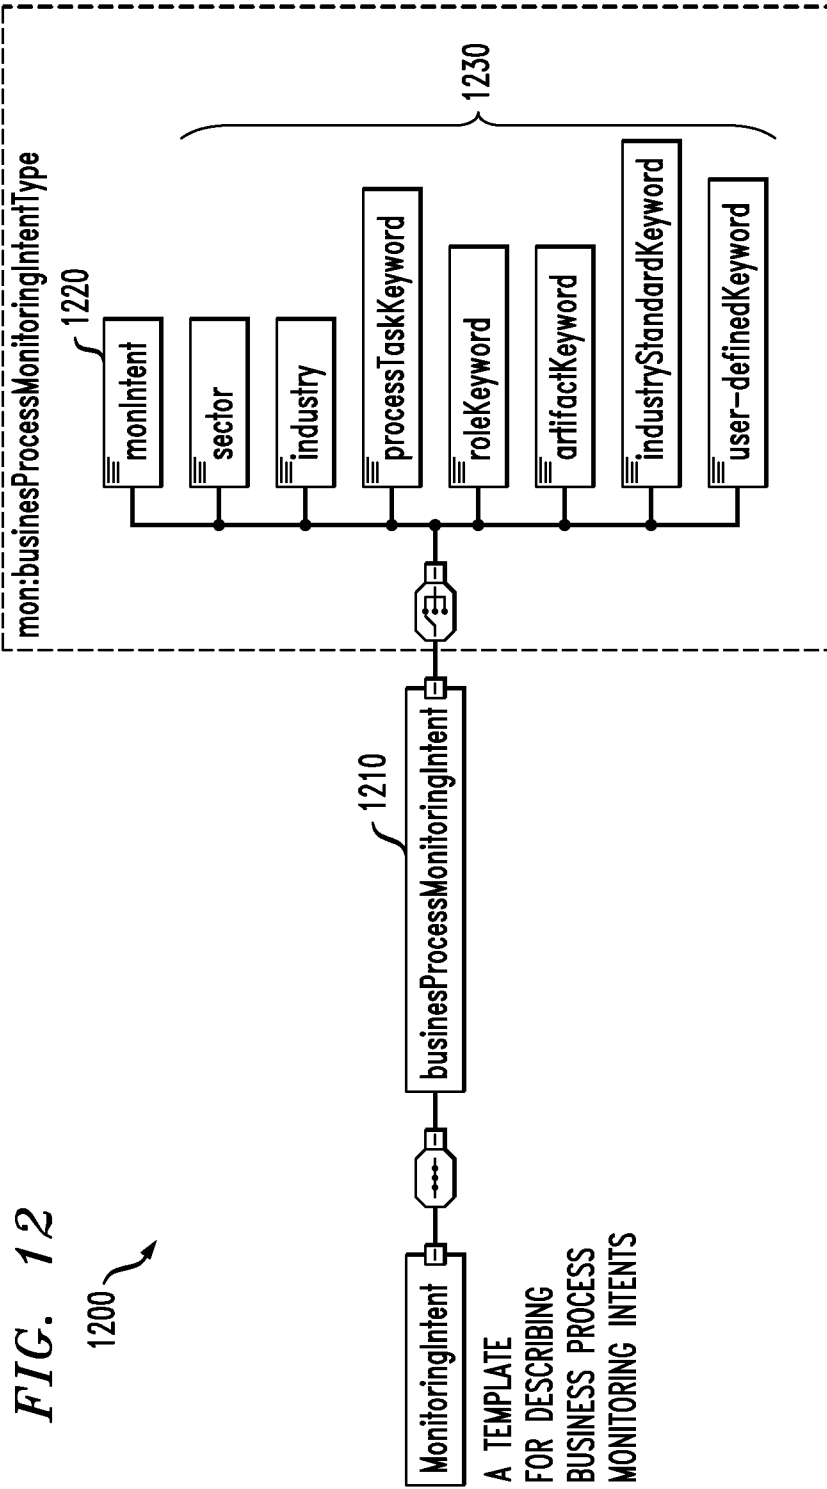 FIG. 12
1200
MonitoringIntent
A TEMPLATE
FOR DESCRIBING
BUSINESS PROCESS
MONITORING INTENTS
1210
businesProcessMonitoringIntent
mon:businesProcessMonitoringIntentType
1220
monIntent
sector
industry
processTaskKeyword
roleKeyword
artifactKeyword
industryStandardKeyword
user-definedKeyword
1230